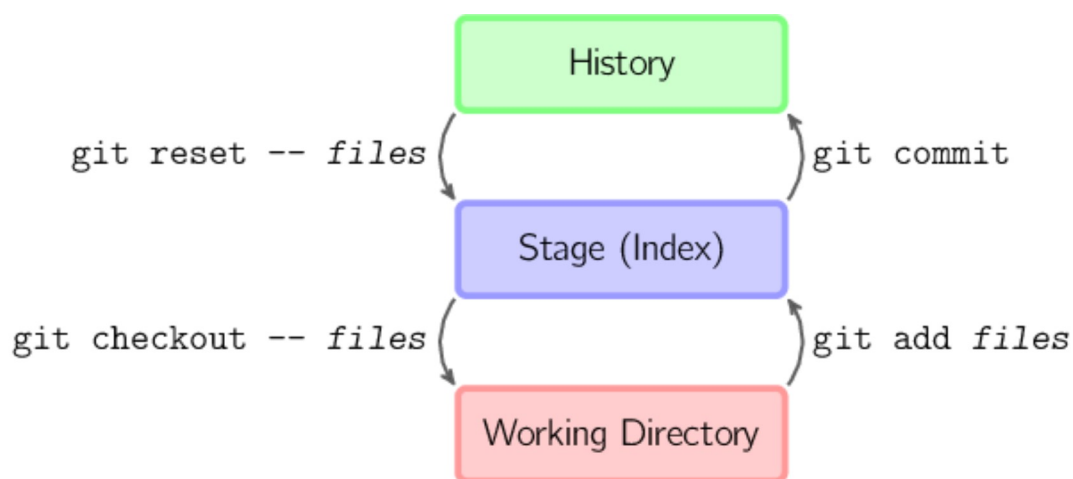 History
git reset -- files
git commit
Stage (Index)
git checkout -- files
git add files
Working Directory